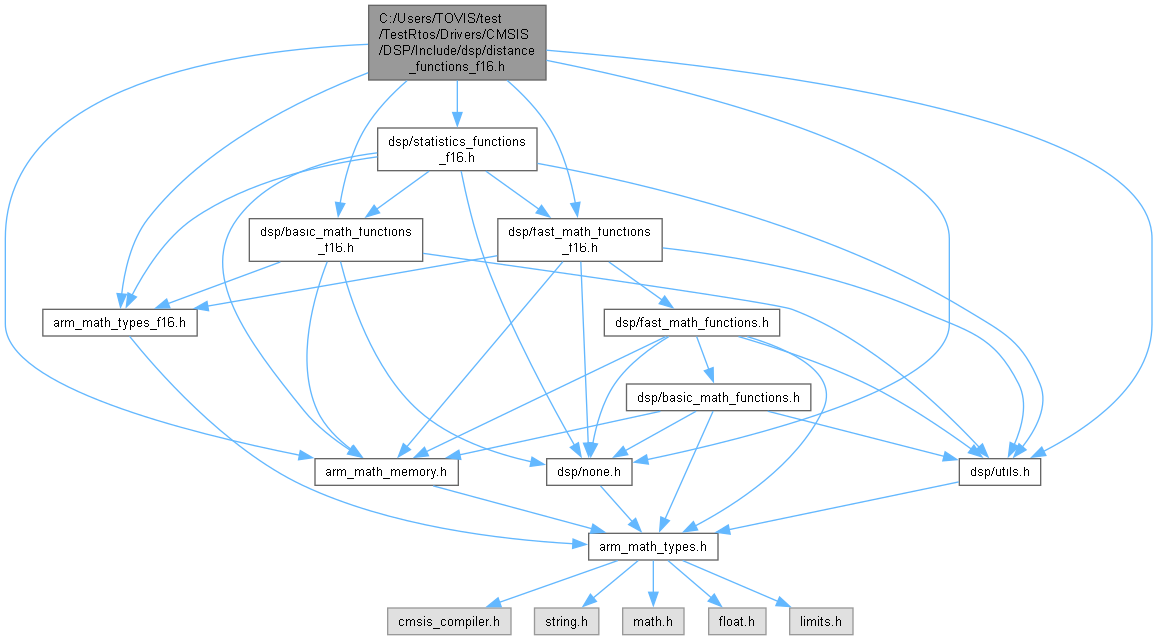 C:/Users/TOVIS/test
/TestRtos/Drivers/CMSIS
/DSP/Include/dsp/distance
_functions_f16.h
dsp/statistics_functions
_f16.h
dsp/basic_math_functions
_f16.h
dsp/fast_math_functions
_f16.h
arm_math_types_f16.h
dsp/fast_math_functions.h
dsp/basic_math_functions.h
arm_math_memory.h
dsp/none.h
dsp/utils.h
arm_math_types.h
cmsis_compiler.h
string.h
math.h
float.h
limits.h